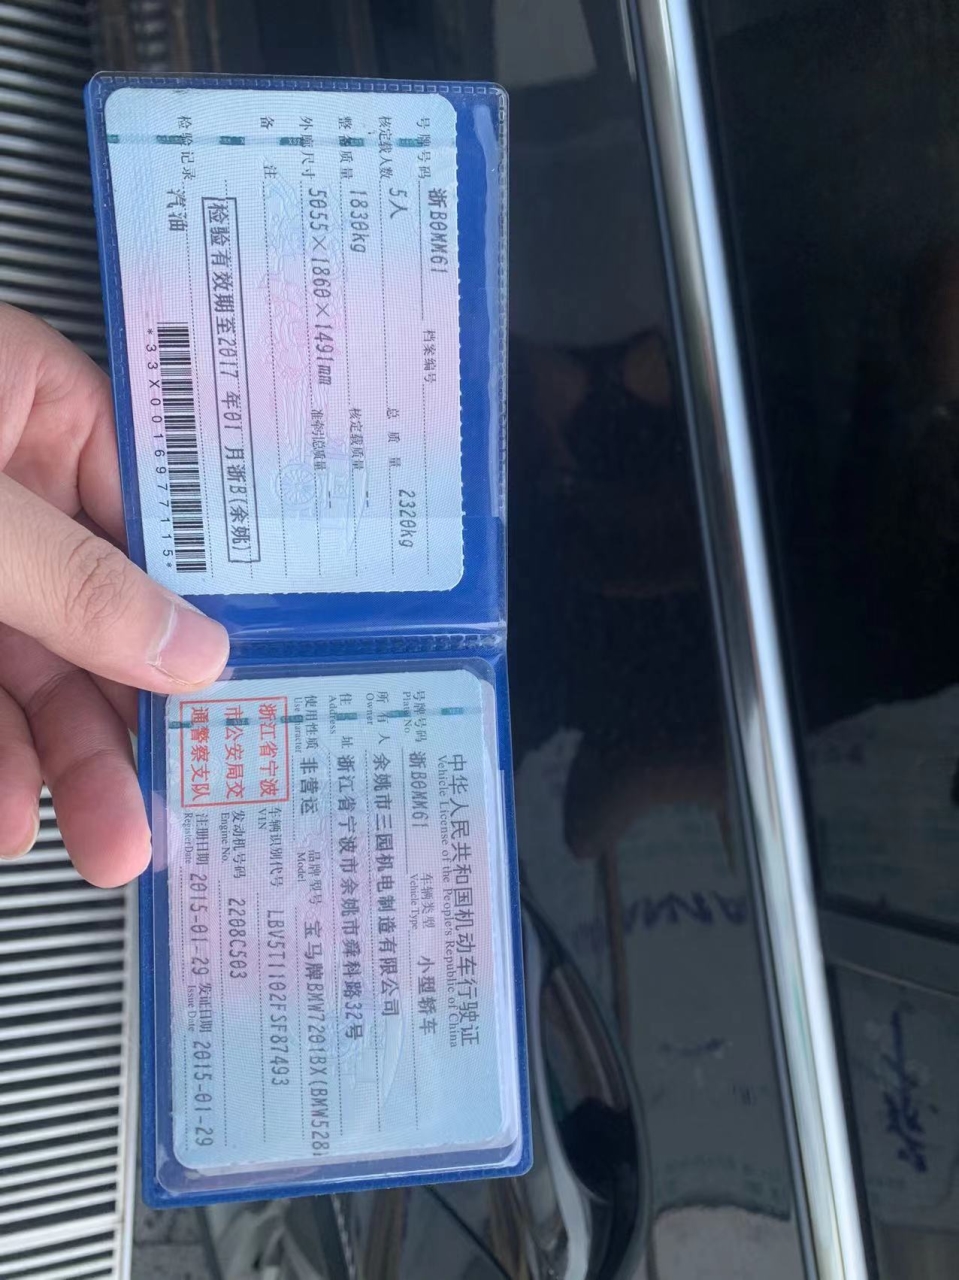 中华人民共和国机动车行驶证
Vehicle License of the People's Republic of China
号牌号码 浙B0MM61 车辆类型 小型轿车
Plate No. Vehicle Type
所有人 余姚市三园机电制造有限公司
Owner
住址 浙江省宁波市余姚市舜科路32号
Address
使用性质 非营运 品牌型号 宝马牌BMW7201BX(BMW528i
Use Character Model
浙江省宁波
市公安局交
通警察支队
车辆识别代号 LBV5T1102FSF87493
VIN
发动机号码 2208C503
Engine No.
注册日期 2015-01-29 发证日期 2015-01-29
Register Date Issue Date
号牌号码 浙B0MM61 档案编号
核定载人数 5人 总质量 2320kg
整备质量 1830kg 核定载质量 --
外廓尺寸 5055×1860×1491mm 准牵引总质量 --
备注
检验有效期至2017年01月浙B(余姚)
检验记录 汽油
*33X0016977115*